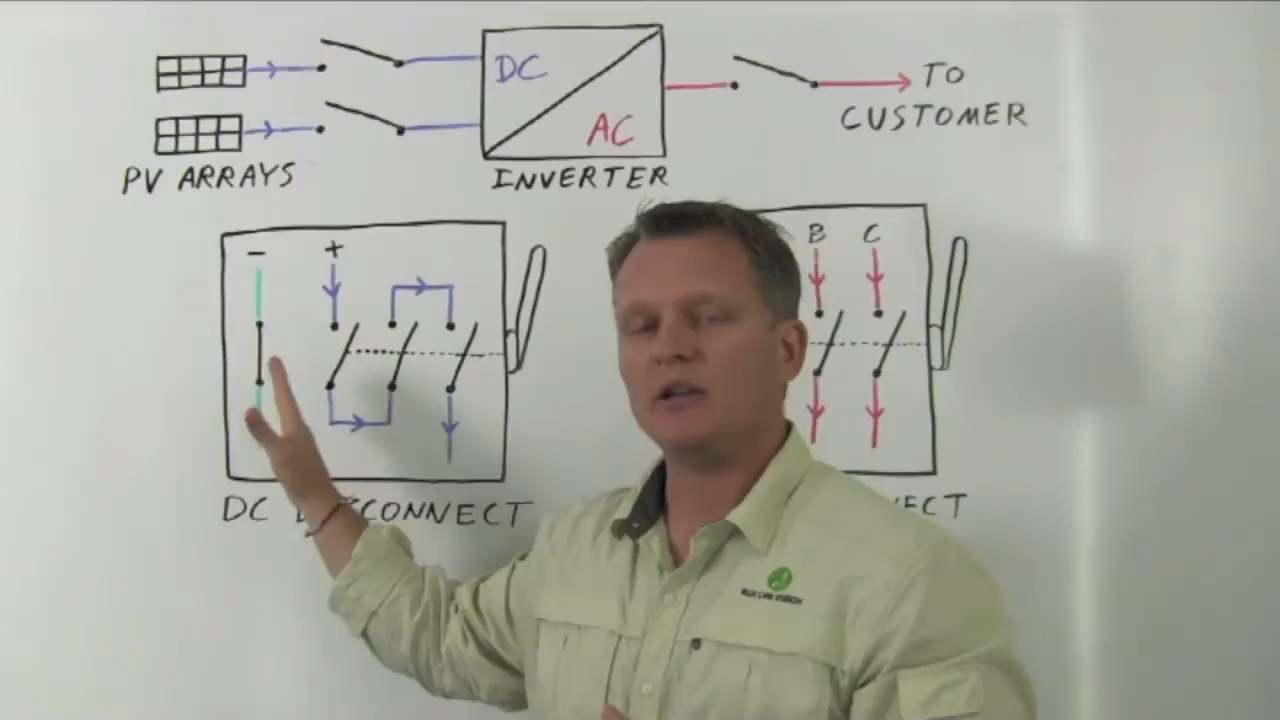 DC
AC
TO
CUSTOMER
PV ARRAYS
INVERTER
- +
B C
DC CONNECT
ECT